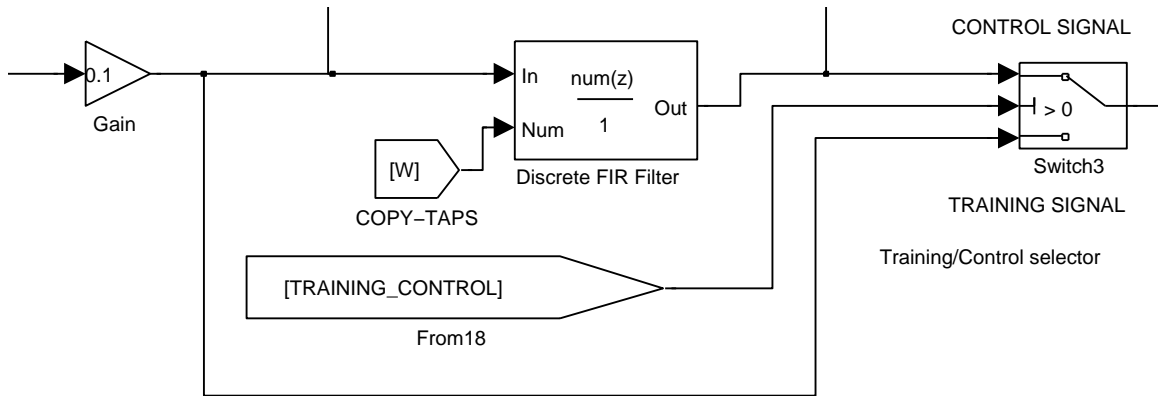 CONTROL SIGNAL
0.1
Gain
In
Num
num(z)
1
Out
Discrete FIR Filter
[W]
COPY−TAPS
> 0
Switch3
TRAINING SIGNAL
Training/Control selector
[TRAINING_CONTROL]
From18